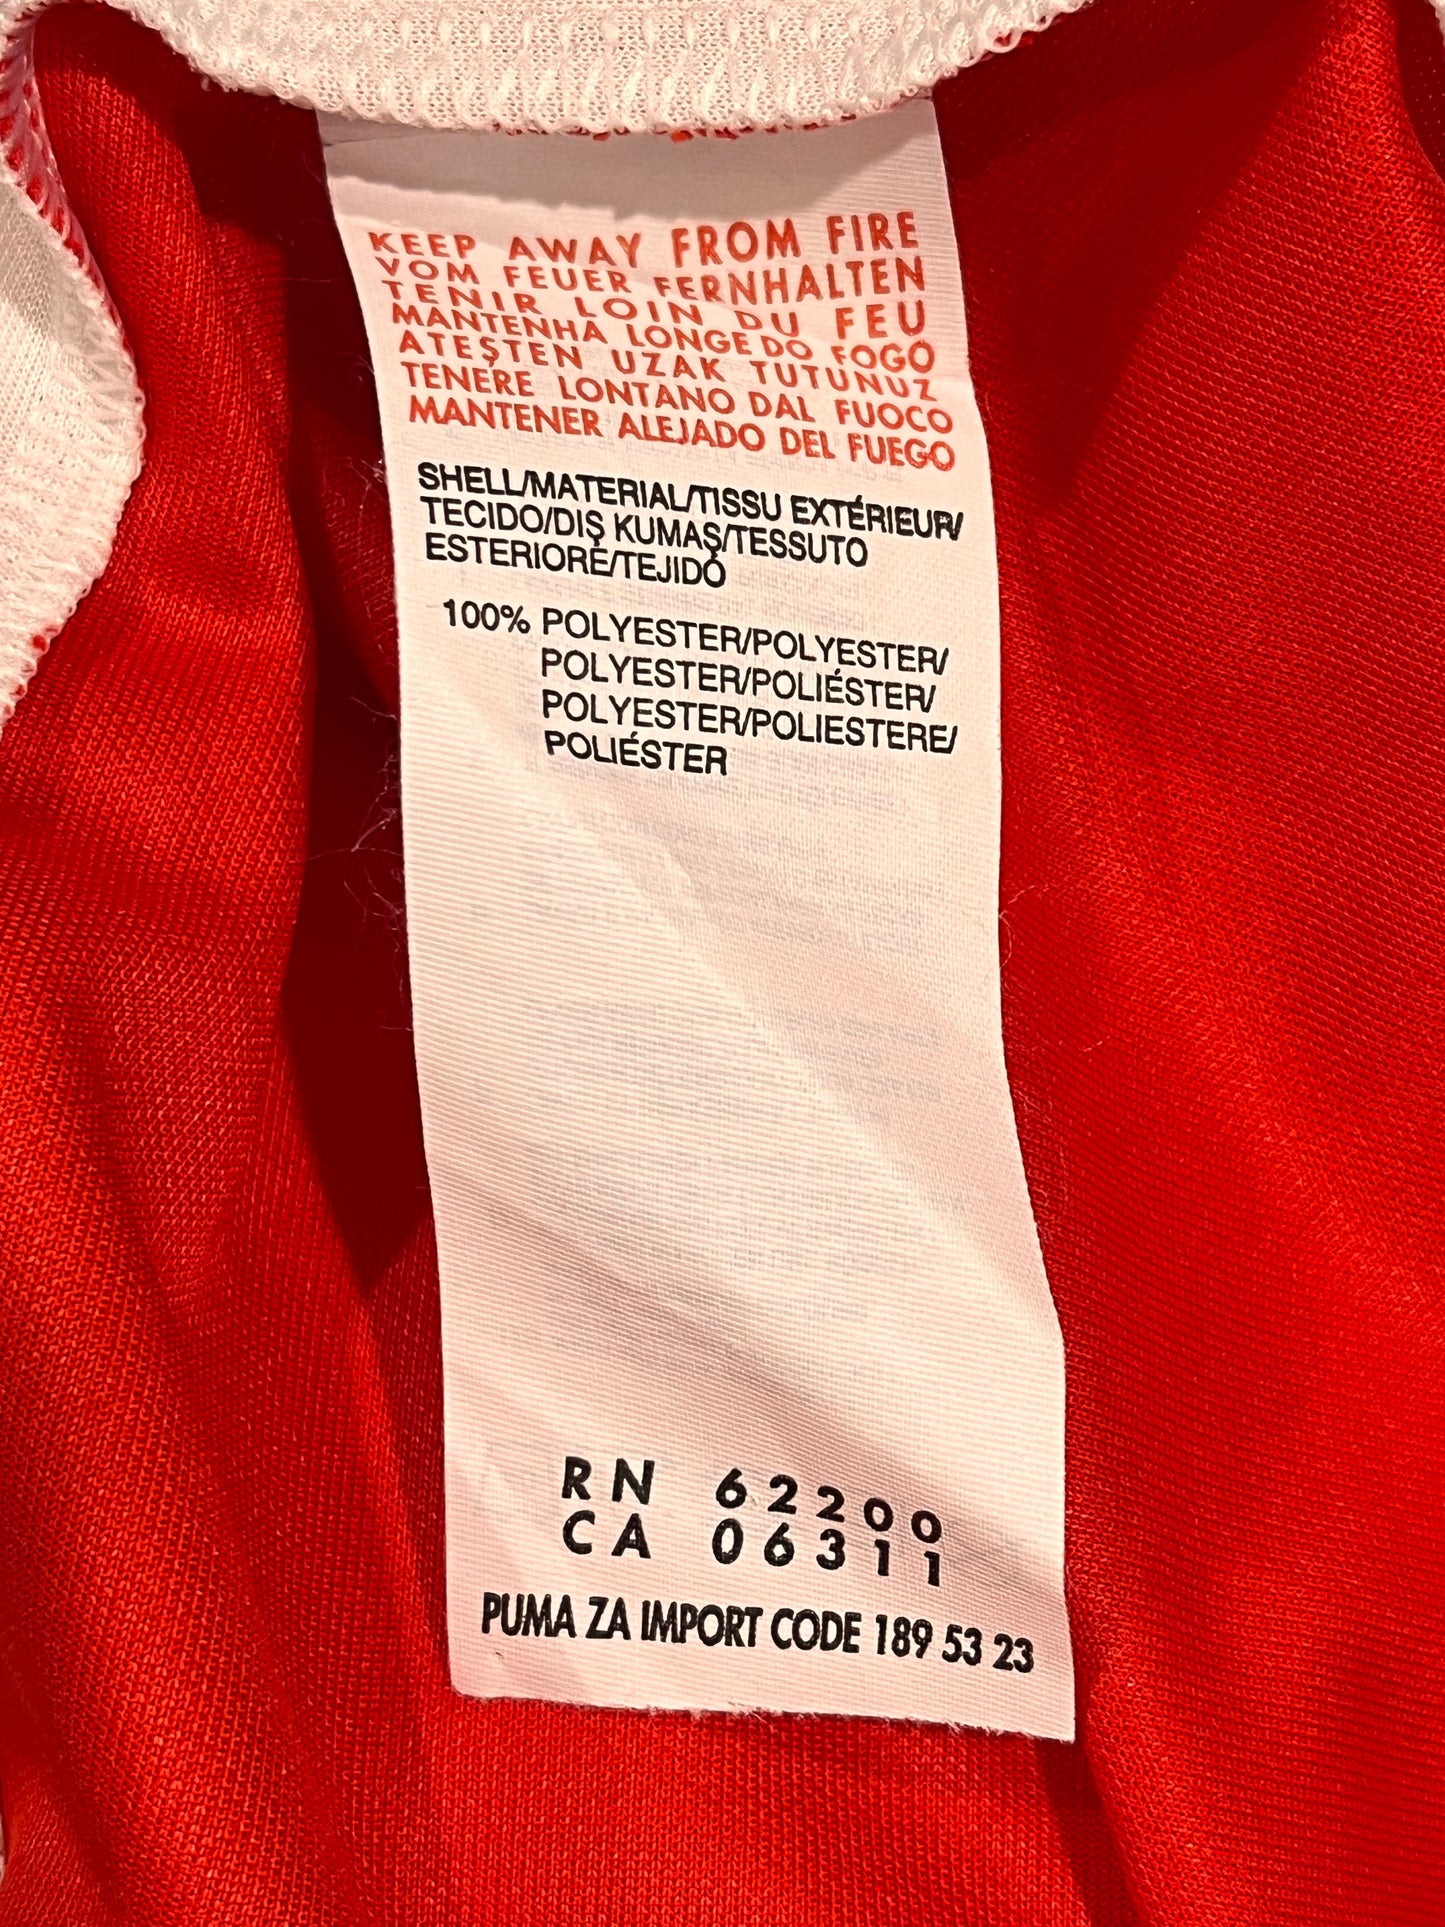 KEEP AWAY FROM FIRE
VOM FEUER FERNHALTEN
TENIR LOIN DU FEU
MANTENHA LONGE DO FOGO
ATEŞTEN UZAK TUTUNUZ
TENERE LONTANO DAL FUOCO
MANTENER ALEJADO DEL FUEGO
SHELL/MATERIAL/TISSU EXTÉRIEUR/
TECIDO/DIŞ KUMAŞ/TESSUTO
ESTERIORE/TEJIDO
100% POLYESTER/POLYESTER/
POLYESTER/POLIÉSTER/
POLYESTER/POLIESTERE/
POLIÉSTER
RN 62200
CA 06311
PUMA ZA IMPORT CODE 189 53 23